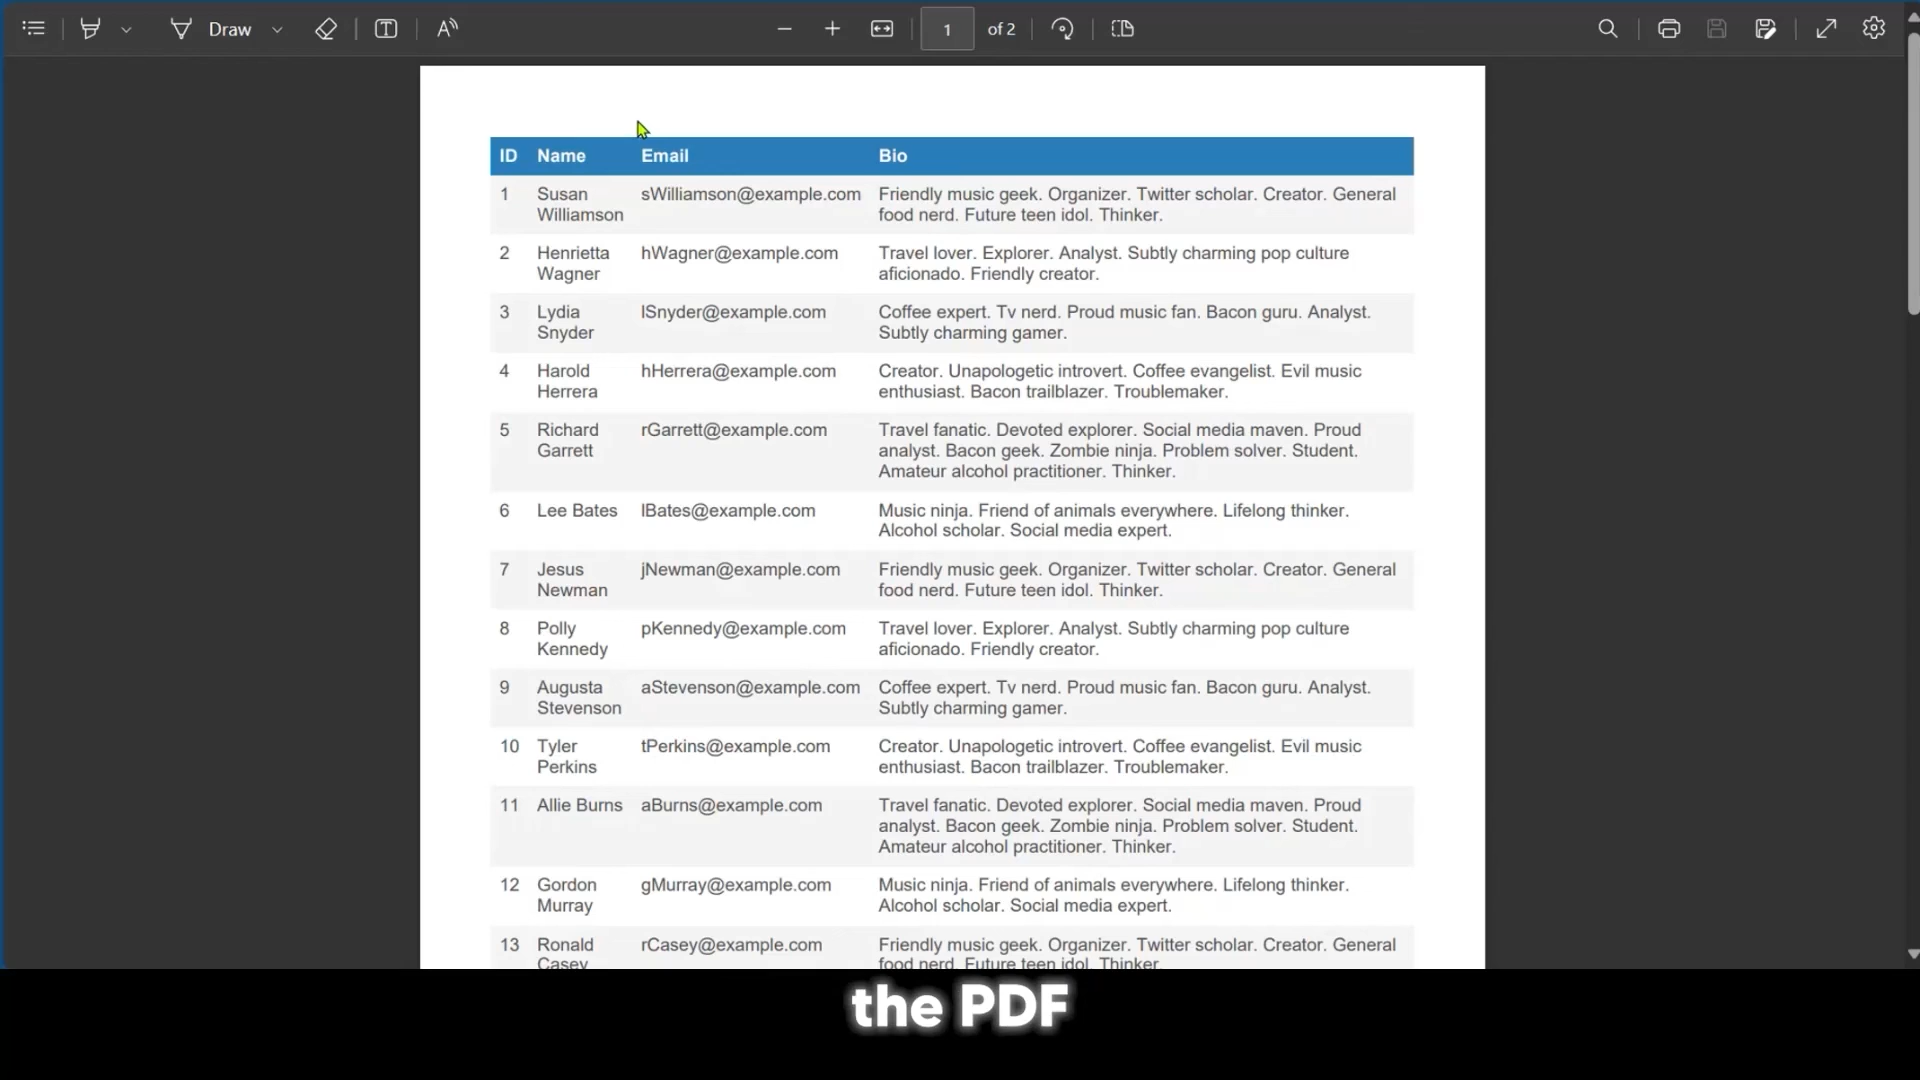 Draw 1 of 2
ID Name Email Bio
1 Susan sWilliamson@example.com Friendly music geek. Organizer. Twitter scholar. Creator. General
Williamson food nerd. Future teen idol. Thinker.
2 Henrietta hWagner@example.com Travel lover. Explorer. Analyst. Subtly charming pop culture
Wagner aficionado. Friendly creator.
3 Lydia lSnyder@example.com Coffee expert. Tv nerd. Proud music fan. Bacon guru. Analyst.
Snyder Subtly charming gamer.
4 Harold hHerrera@example.com Creator. Unapologetic introvert. Coffee evangelist. Evil music
Herrera enthusiast. Bacon trailblazer. Troublemaker.
5 Richard rGarrett@example.com Travel fanatic. Devoted explorer. Social media maven. Proud
Garrett analyst. Bacon geek. Zombie ninja. Problem solver. Student.
Amateur alcohol practitioner. Thinker.
6 Lee Bates lBates@example.com Music ninja. Friend of animals everywhere. Lifelong thinker.
Alcohol scholar. Social media expert.
7 Jesus jNewman@example.com Friendly music geek. Organizer. Twitter scholar. Creator. General
Newman food nerd. Future teen idol. Thinker.
8 Polly pKennedy@example.com Travel lover. Explorer. Analyst. Subtly charming pop culture
Kennedy aficionado. Friendly creator.
9 Augusta aStevenson@example.com Coffee expert. Tv nerd. Proud music fan. Bacon guru. Analyst.
Stevenson Subtly charming gamer.
10 Tyler tPerkins@example.com Creator. Unapologetic introvert. Coffee evangelist. Evil music
Perkins enthusiast. Bacon trailblazer. Troublemaker.
11 Allie Burns aBurns@example.com Travel fanatic. Devoted explorer. Social media maven. Proud
analyst. Bacon geek. Zombie ninja. Problem solver. Student.
Amateur alcohol practitioner. Thinker.
12 Gordon gMurray@example.com Music ninja. Friend of animals everywhere. Lifelong thinker.
Murray Alcohol scholar. Social media expert.
13 Ronald rCasey@example.com Friendly music geek. Organizer. Twitter scholar. Creator. General
Casey food nerd. Future teen idol. Thinker.
the PDF